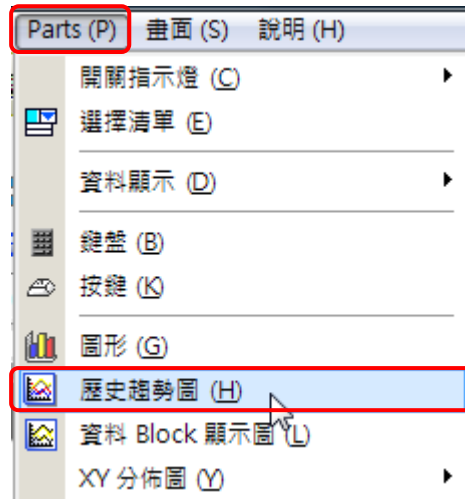 Parts (P) 畫面 (S) 說明 (H)
開關指示燈 (C)
選擇清單 (E)
資料顯示 (D)
鍵盤 (B)
按鍵 (K)
圖形 (G)
歷史趨勢圖 (H)
資料 Block 顯示圖 (L)
XY 分佈圖 (Y)